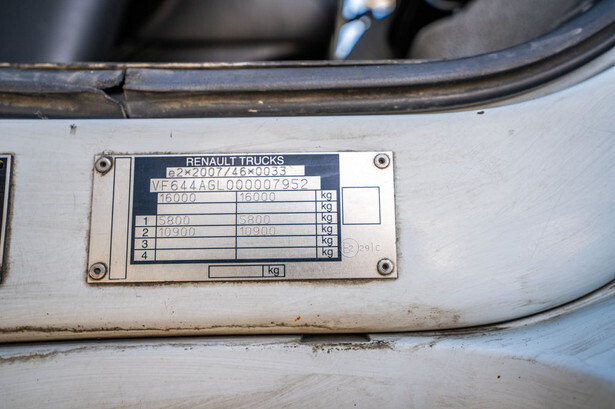 RENAULT TRUCKS
e2*2007/46*0033
VF644AGL000007952
16000 16000 kg
kg
1 5800 5800 kg
2 10900 10900 kg
3 kg
4 kg
kg